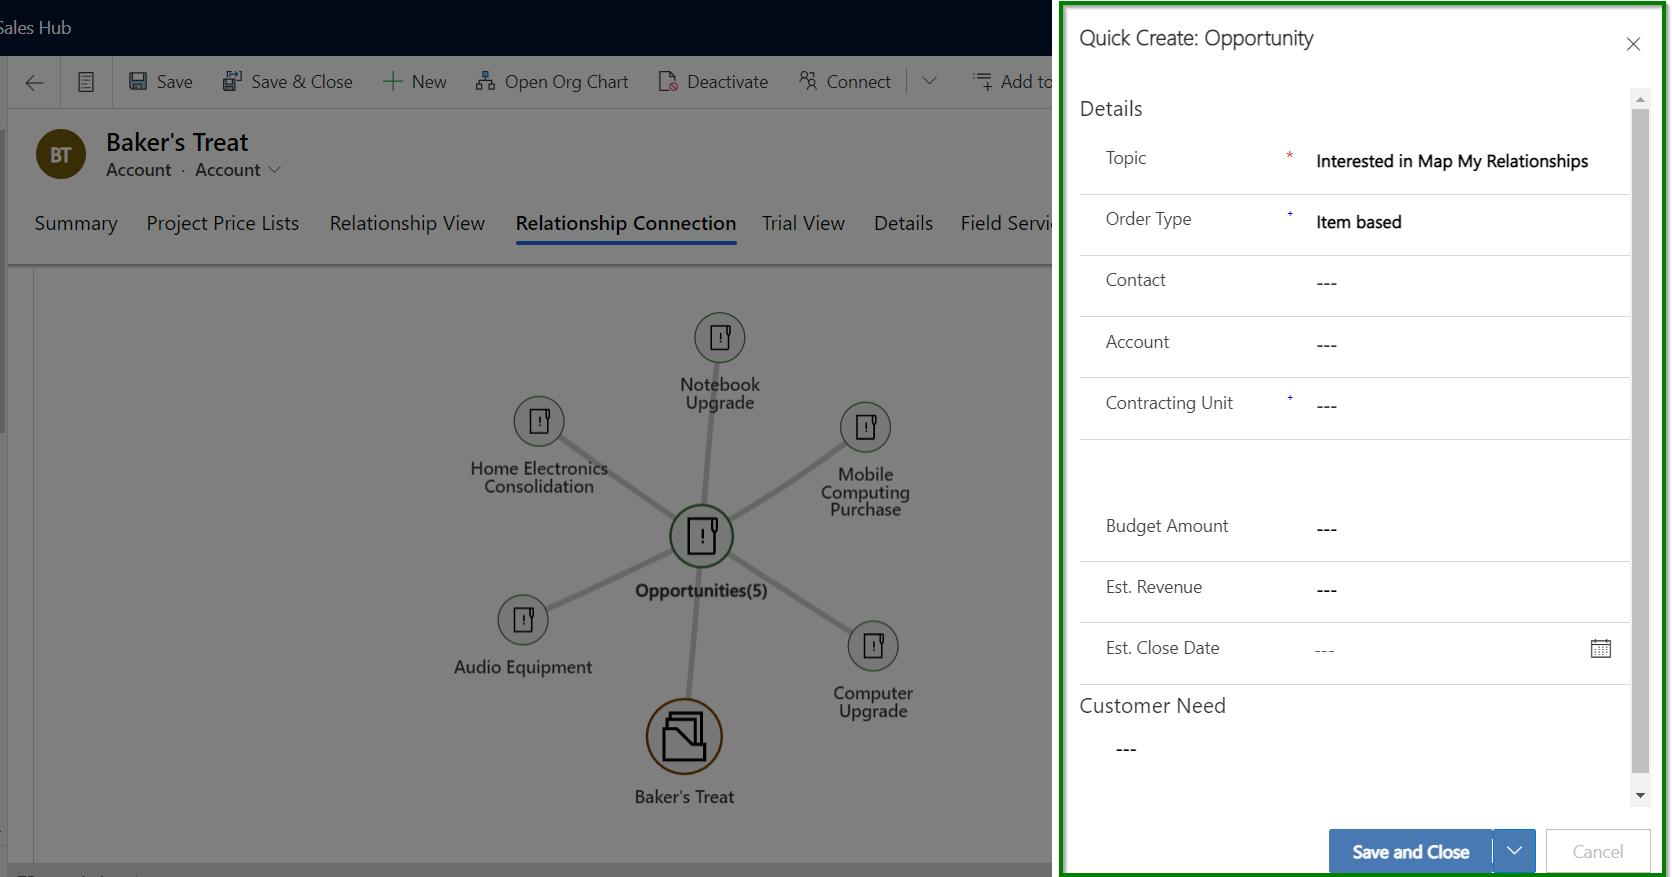 Sales Hub
Save
Save & Close
New
Open Org Chart
Deactivate
Connect
Add to
BT
Baker's Treat
Account · Account
Summary
Project Price Lists
Relationship View
Relationship Connection
Trial View
Details
Field Servi
Notebook
Upgrade
Home Electronics
Consolidation
Mobile
Computing
Purchase
Opportunities(5)
Audio Equipment
Computer
Upgrade
Baker's Treat
Quick Create: Opportunity
Details
Topic * Interested in Map My Relationships
Order Type + Item based
Contact ---
Account ---
Contracting Unit + ---
Budget Amount ---
Est. Revenue ---
Est. Close Date ---
Customer Need
---
Save and Close
Cancel